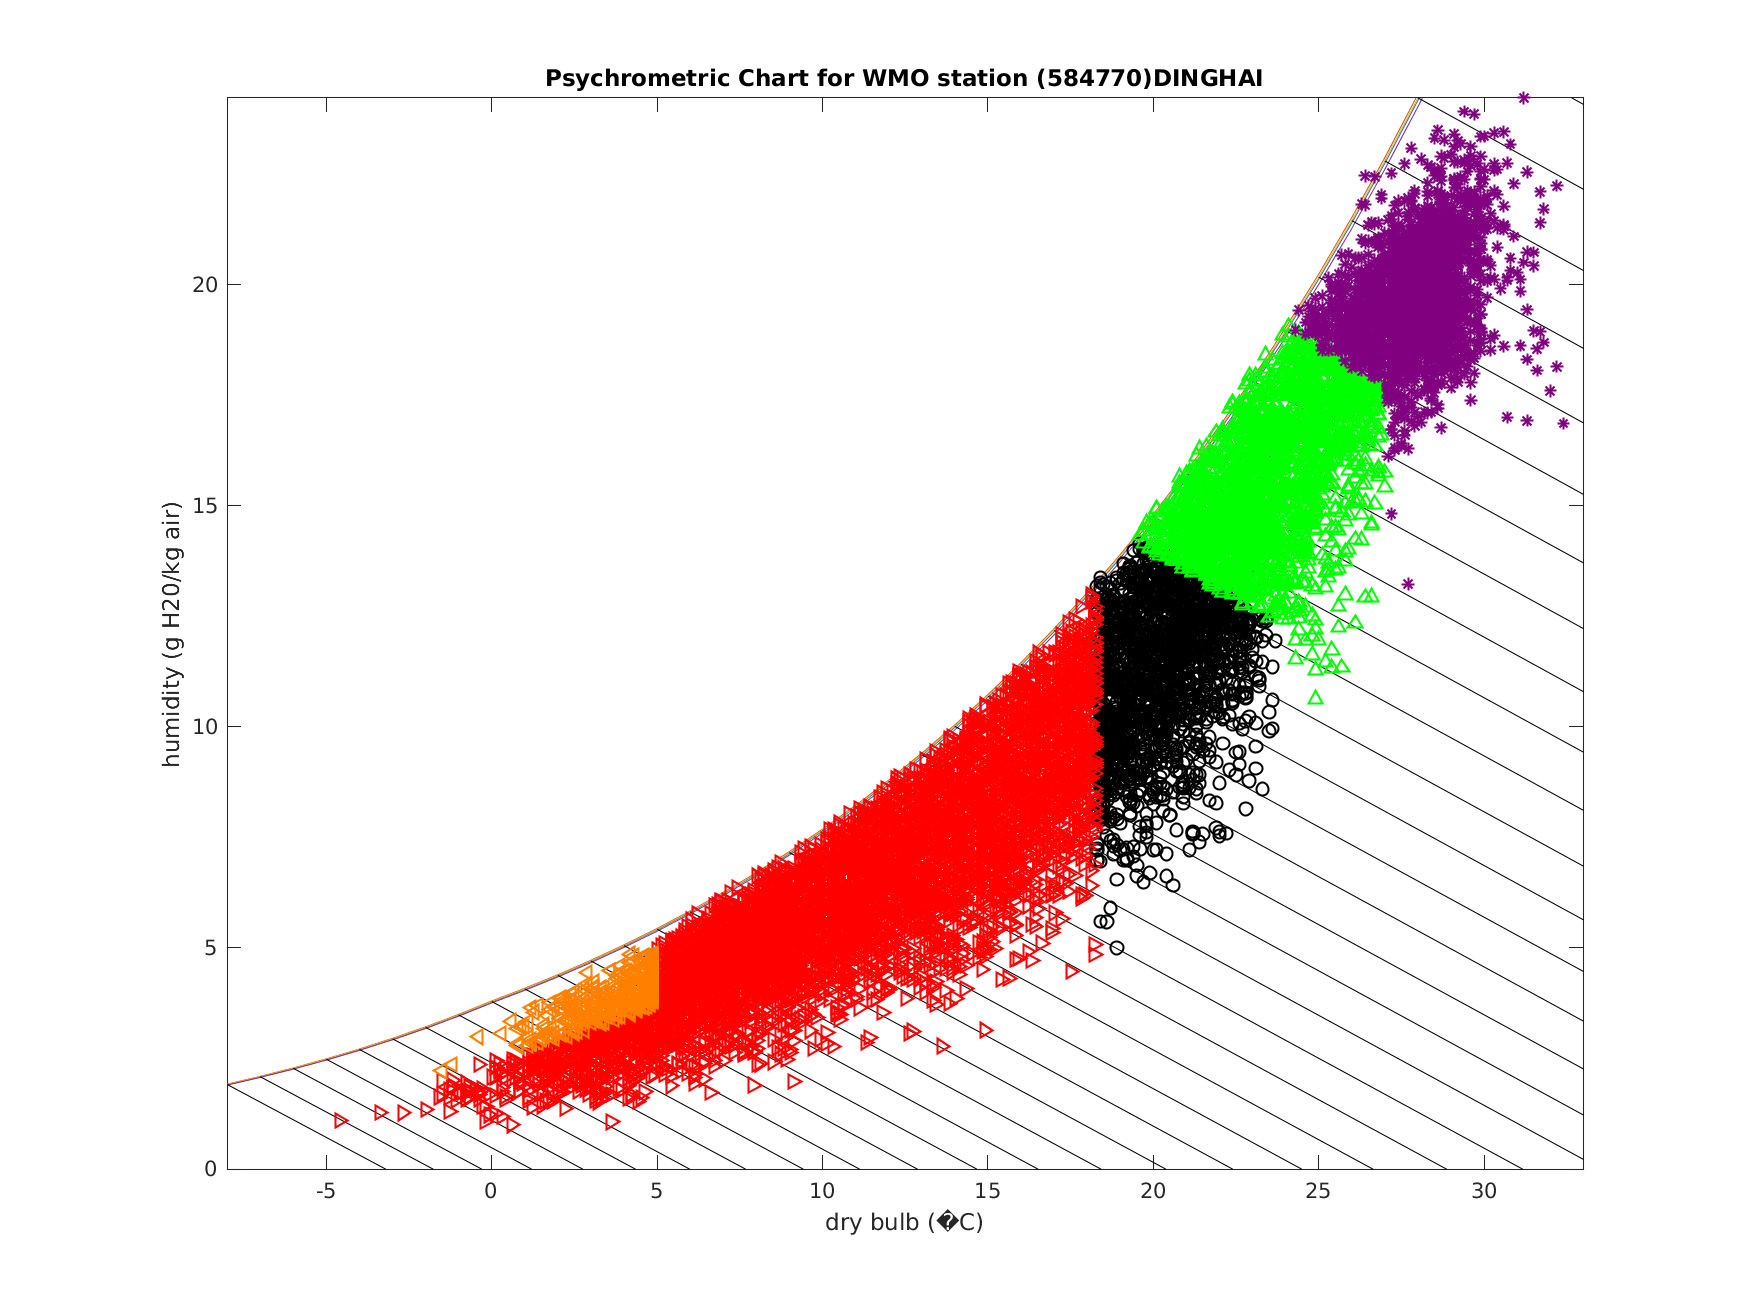 Psychrometric Chart for WMO station (584770)DINGHAI
humidity (g H20/kg air)
20
15
10
5
0
-5 0 5 10 15 20 25 30
dry bulb (�C)